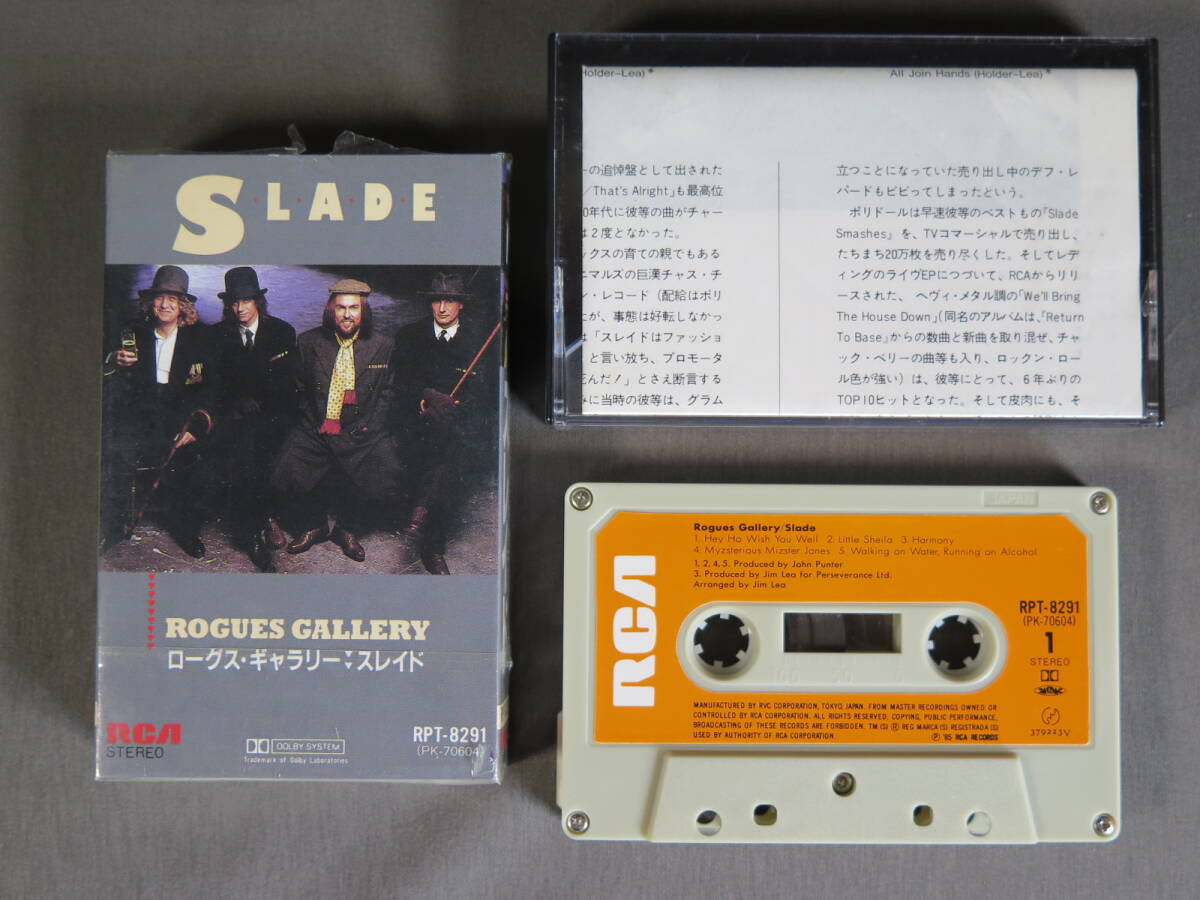 SLADE
ROGUES GALLERY
ローグス・ギャラリー スレイド
RCA
STEREO
DOLBY SYSTEM
Trademark of Dolby Laboratories
RPT-8291
(PK-70604)
Holder-Lea)*
All Join Hands (Holder-Lea)*
ーの追悼盤として出された
/That's Alright」も最高位
0年代に彼等の曲がチャー
は2度となかった。
ックスの育ての親でもある
ニマルズの巨漢チャス・チ
ン・レコード（配給はポリ
たが、事態は好転しなかっ
は「スレイドはファッショ
」と言い放ち、プロモータ
死んだ！」とさえ断言する
みに当時の彼等は、グラム
立つことになっていた売り出し中のデフ・レ
パードもビビってしまったという。
ポリドールは早速彼等のベストもの『Slade
Smashes』を、TVコマーシャルで売り出し、
たちまち20万枚を売り尽くした。そしてレデ
ィングのライヴEPにつづいて、RCAからリリ
ースされた、ヘヴィ・メタル調の「We'll Bring
The House Down」(同名のアルバムは、『Return
To Base』からの数曲と新曲を取り混ぜ、チャ
ック・ベリーの曲等も入り、ロックン・ロー
ル色が強い）は、彼等にとって、6年ぶりの
TOP10ヒットとなった。そして皮肉にも、そ
JAPAN
RCA
Rogues Gallery/Slade
1. Hey Ho Wish You Well 2. Little Sheila 3. Harmony
4. Myzsterious Mizster Jones 5. Walking on Water, Running on Alcohol
1, 2, 4, 5. Produced by John Punter
3. Produced by Jim Lea for Perseverance Ltd.
Arranged by Jim Lea
RPT-8291
(PK-70604)
1
STEREO
100 50 0
MANUFACTURED BY RVC CORPORATION, TOKYO, JAPAN. FROM MASTER RECORDINGS OWNED OR
CONTROLLED BY RCA CORPORATION. ALL RIGHTS RESERVED, COPYING, PUBLIC PERFORMANCE,
BROADCASTING OF THESE RECORDS ARE FORBIDDEN. TM(S) ® REG MARCA(S) REGISTRADA(S)
USED BY AUTHORITY OF RCA CORPORATION.
℗ '85 RCA RECORDS
379223V